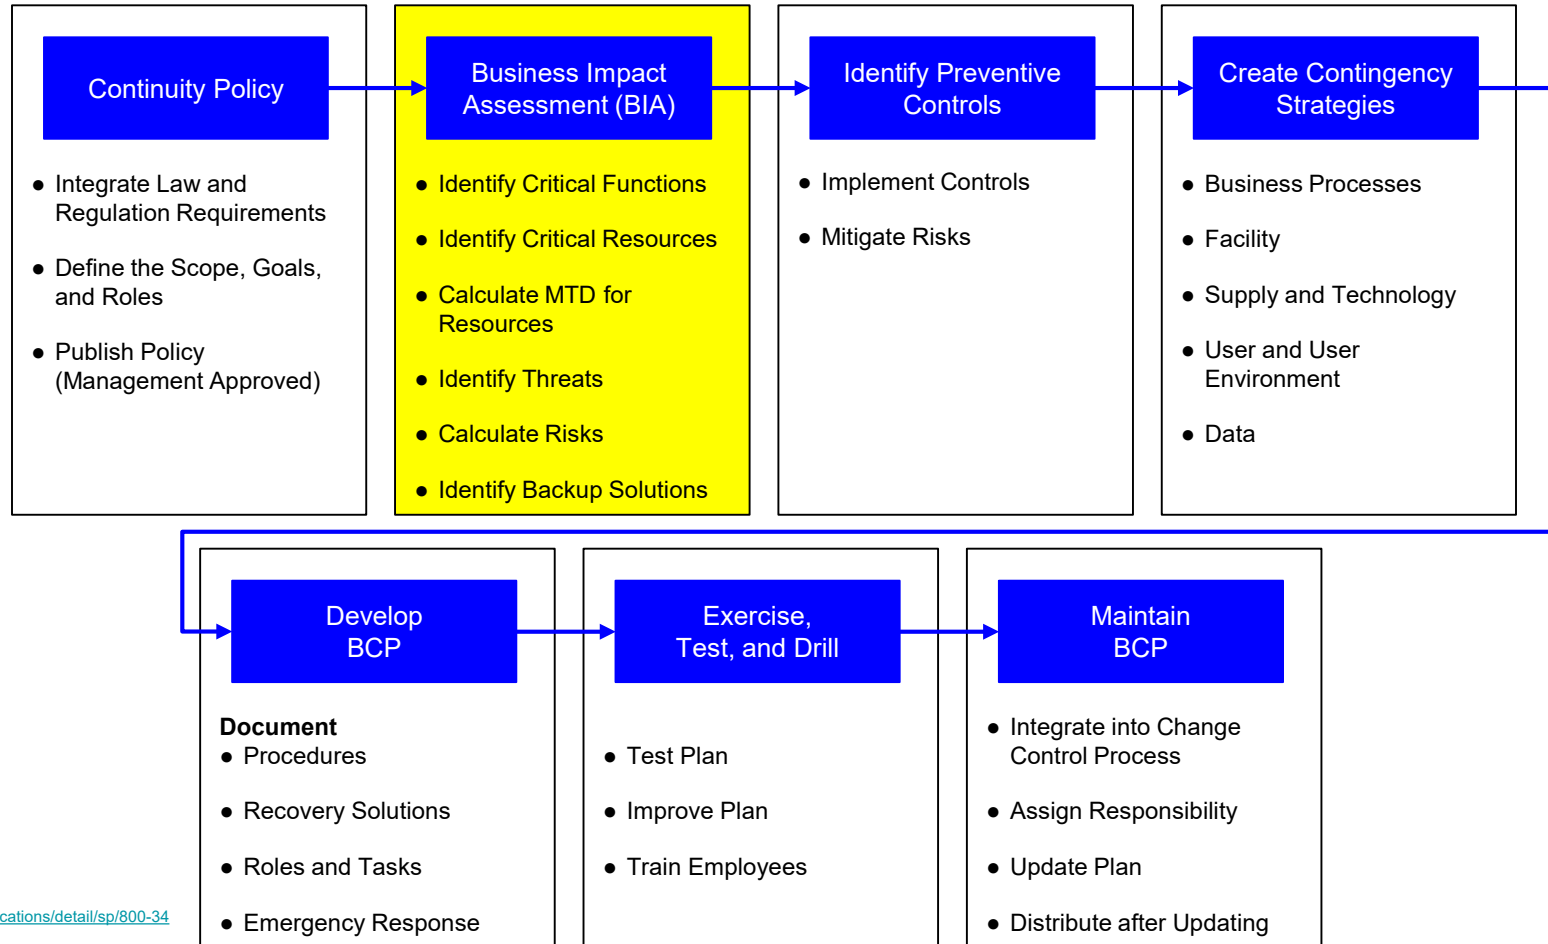 Continuity Policy
● Integrate Law and
Regulation Requirements
● Define the Scope, Goals,
and Roles
● Publish Policy
(Management Approved)
Business Impact
Assessment (BIA)
● Identify Critical Functions
● Identify Critical Resources
● Calculate MTD for
Resources
● Identify Threats
● Calculate Risks
● Identify Backup Solutions
Identify Preventive
Controls
● Implement Controls
● Mitigate Risks
Create Contingency
Strategies
● Business Processes
● Facility
● Supply and Technology
● User and User
Environment
● Data
Develop
BCP
Document
● Procedures
● Recovery Solutions
● Roles and Tasks
● Emergency Response
Exercise,
Test, and Drill
● Test Plan
● Improve Plan
● Train Employees
Maintain
BCP
● Integrate into Change
Control Process
● Assign Responsibility
● Update Plan
● Distribute after Updating
cations/detail/sp/800-34